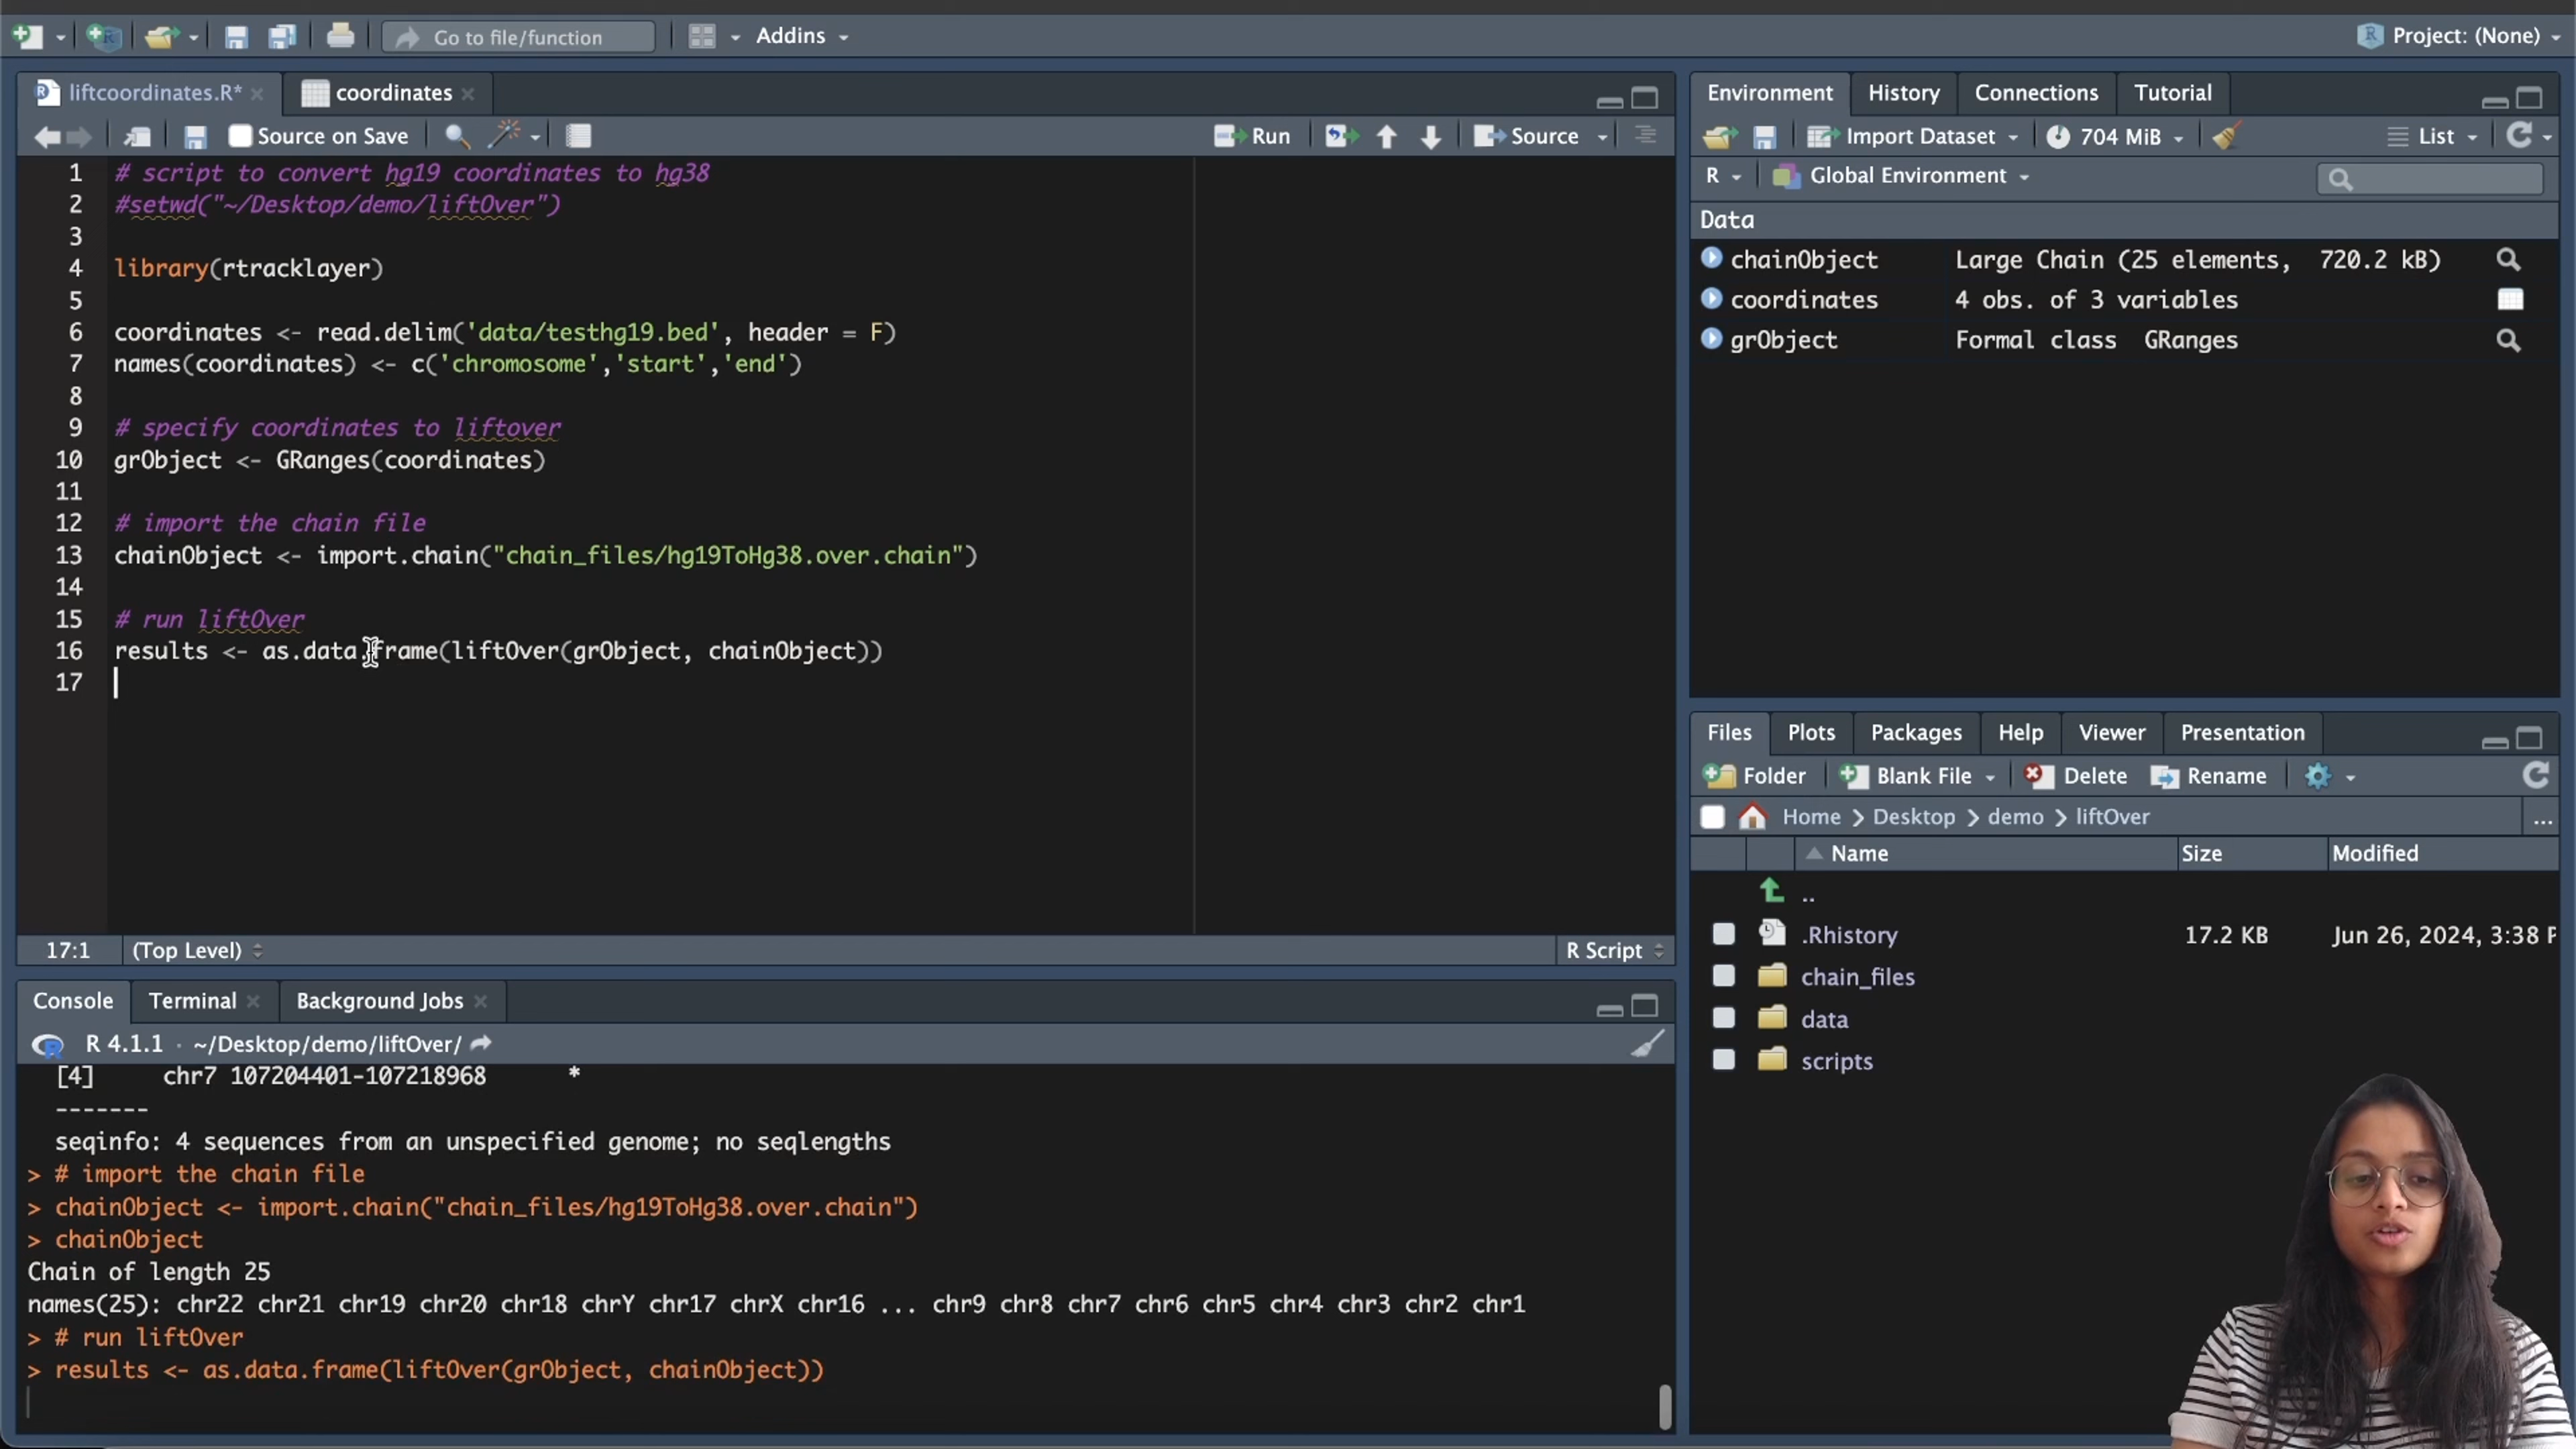 Go to file/function
Addins
Project: (None)
liftcoordinates.R*
coordinates
Source on Save
Run
Source
1 # script to convert hg19 coordinates to hg38
2 #setwd("~/Desktop/demo/liftOver")
3
4 library(rtracklayer)
5
6 coordinates <- read.delim('data/testhg19.bed', header = F)
7 names(coordinates) <- c('chromosome','start','end')
8
9 # specify coordinates to liftover
10 grObject <- GRanges(coordinates)
11
12 # import the chain file
13 chainObject <- import.chain("chain_files/hg19ToHg38.over.chain")
14
15 # run liftOver
16 results <- as.data.frame(liftOver(grObject, chainObject))
17
17:1 (Top Level) R Script
Console Terminal Background Jobs
R 4.1.1 · ~/Desktop/demo/liftOver/
[4] chr7 107204401-107218968 *
-------
seqinfo: 4 sequences from an unspecified genome; no seqlengths
> # import the chain file
> chainObject <- import.chain("chain_files/hg19ToHg38.over.chain")
> chainObject
Chain of length 25
names(25): chr22 chr21 chr19 chr20 chr18 chrY chr17 chrX chr16 ... chr9 chr8 chr7 chr6 chr5 chr4 chr3 chr2 chr1
> # run liftOver
> results <- as.data.frame(liftOver(grObject, chainObject))
Environment History Connections Tutorial
Import Dataset 704 MiB List
R Global Environment
Data
chainObject Large Chain (25 elements, 720.2 kB)
coordinates 4 obs. of 3 variables
grObject Formal class GRanges
Files Plots Packages Help Viewer Presentation
Folder Blank File Delete Rename
Home > Desktop > demo > liftOver ...
Name Size Modified
..
.Rhistory 17.2 KB Jun 26, 2024, 3:38 P
chain_files
data
scripts